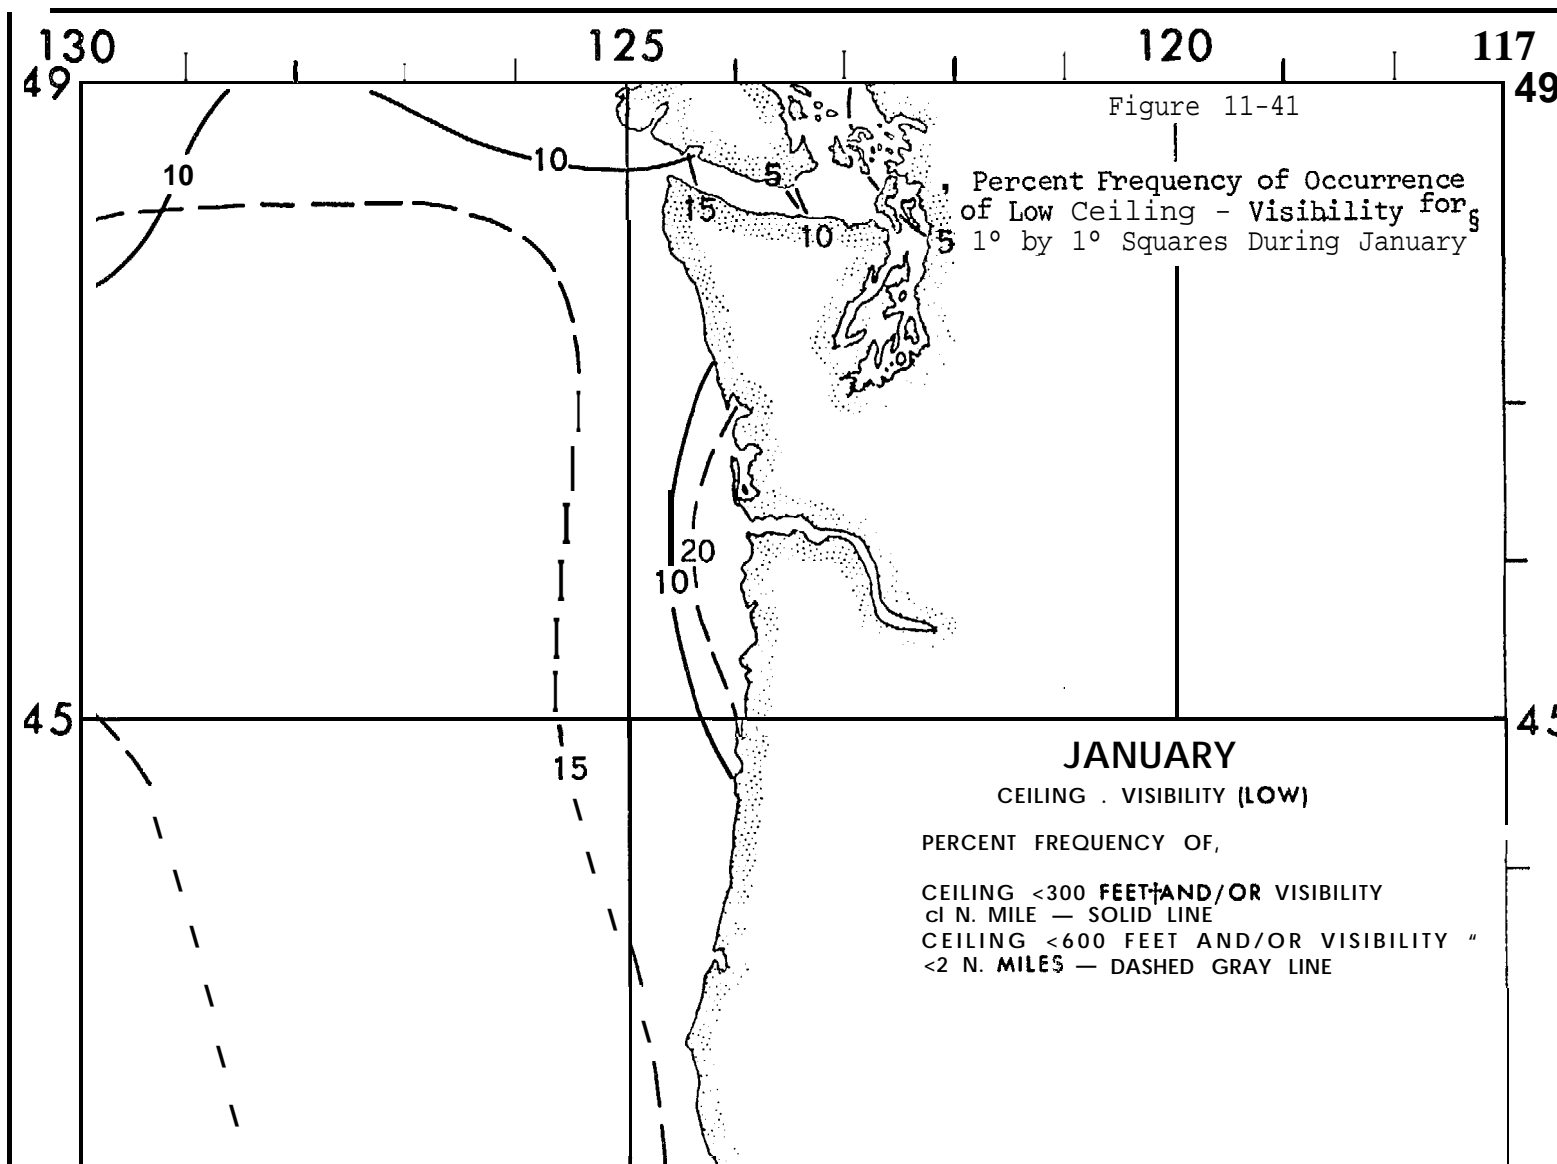 130 125 120 117
49 49
Figure 11-41
10 10 5
, Percent Frequency of Occurrence
15 of Low Ceiling - Visibility for§
10 5 1° by 1° Squares During January
20
10
45 45
JANUARY
15
CEILING . VISIBILITY (LOW)
PERCENT FREQUENCY OF,
CEILING <300 FEET†AND/OR VISIBILITY
cl N. MILE — SOLID LINE
CEILING <600 FEET AND/OR VISIBILITY "
<2 N. MILES — DASHED GRAY LINE